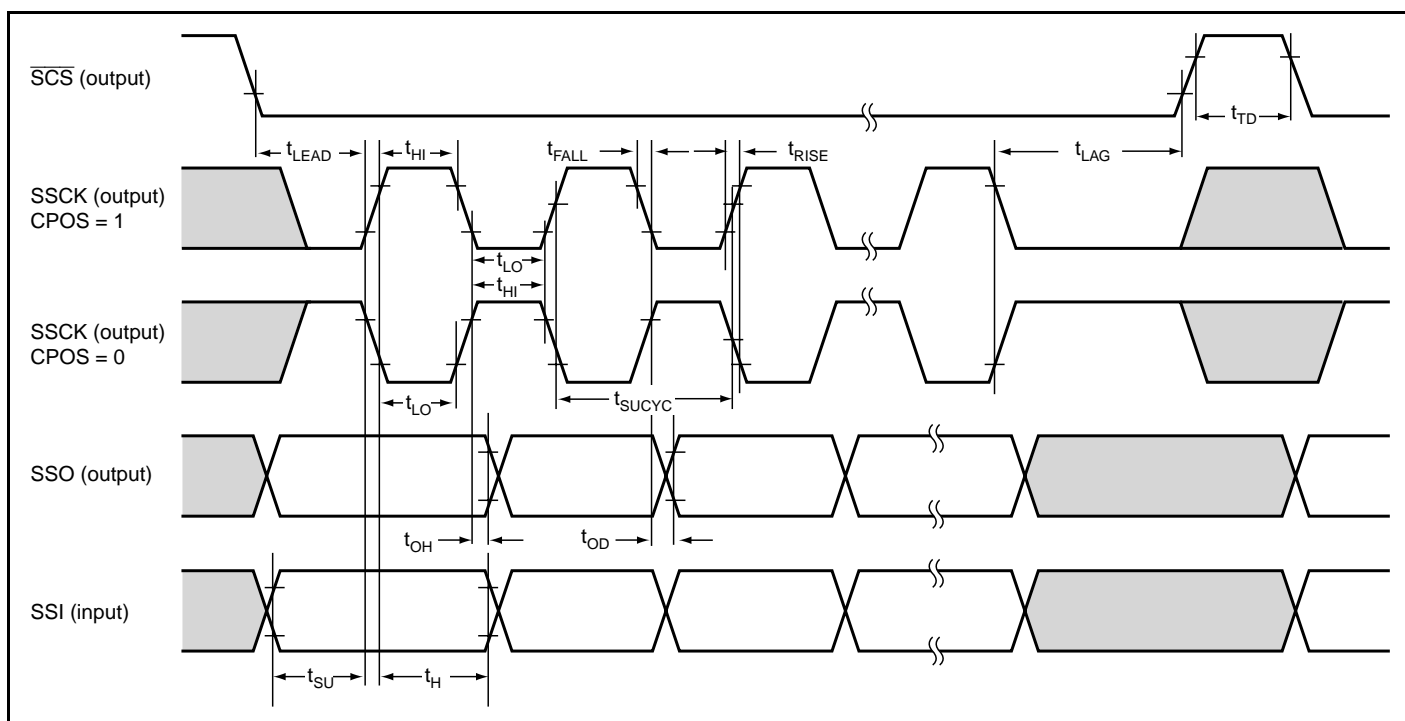 SCS (output)
tTD
tLEAD
tHI
tFALL
tRISE
tLAG
SSCK (output)
CPOS = 1
tLO
tHI
SSCK (output)
CPOS = 0
tLO
tSUCYC
SSO (output)
tOH
tOD
SSI (input)
tSU
tH